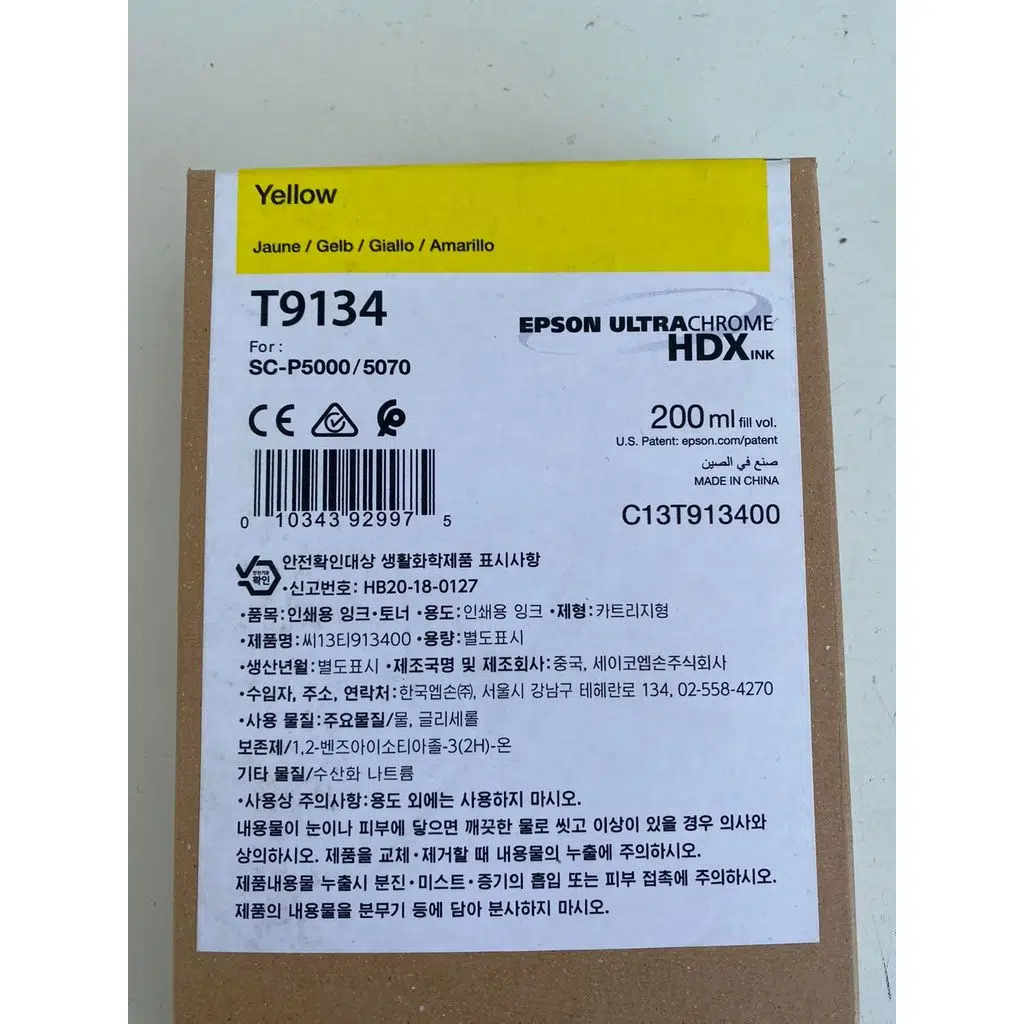 Yellow
Jaune / Gelb / Giallo / Amarillo
T9134
For :
SC-P5000/5070
EPSON ULTRACHROME
HDX INK
CE
200 ml fill vol.
U.S. Patent: epson.com/patent
صنع في الصين
MADE IN CHINA
C13T913400
0 10343 92997 5
안전기준
확인
안전확인대상 생활화학제품 표시사항
•신고번호: HB20-18-0127
•품목:인쇄용 잉크•토너 •용도:인쇄용 잉크 •제형:카트리지형
•제품명:씨13티913400 •용량:별도표시
•생산년월:별도표시 •제조국명 및 제조회사:중국, 세이코엡손주식회사
•수입자, 주소, 연락처:한국엡손㈜, 서울시 강남구 테헤란로 134, 02-558-4270
•사용 물질:주요물질/물, 글리세롤
보존제/1,2-벤즈아이소티아졸-3(2H)-온
기타 물질/수산화 나트륨
•사용상 주의사항:용도 외에는 사용하지 마시오.
내용물이 눈이나 피부에 닿으면 깨끗한 물로 씻고 이상이 있을 경우 의사와
상의하시오. 제품을 교체•제거할 때 내용물의 누출에 주의하시오.
제품내용물 누출시 분진•미스트•증기의 흡입 또는 피부 접촉에 주의하시오.
제품의 내용물을 분무기 등에 담아 분사하지 마시오.